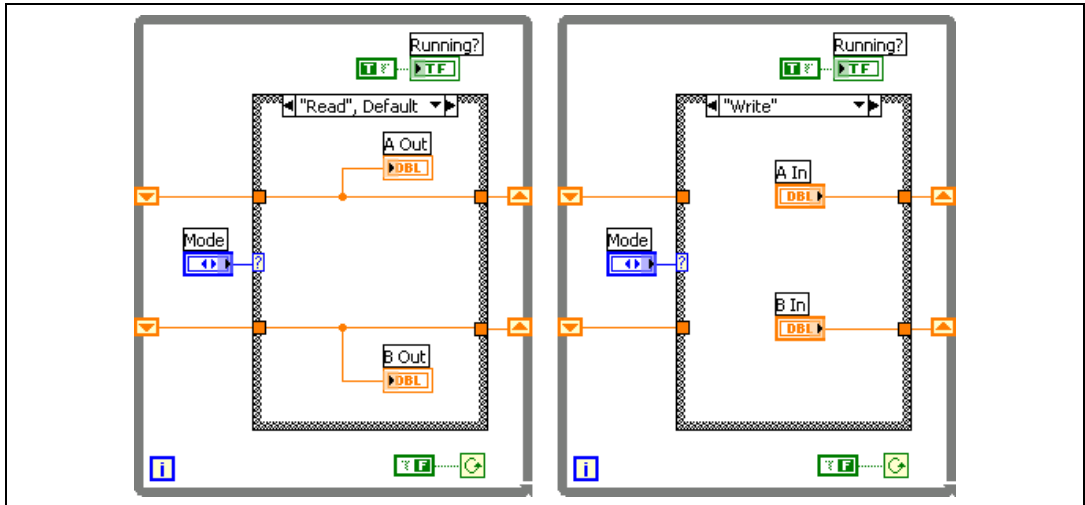 Running?
T F
TF
"Read", Default
A Out
DBL
Mode
?
B Out
DBL
i
F
Running?
T F
TF
"Write"
A In
DBL
Mode
?
B In
DBL
i
F